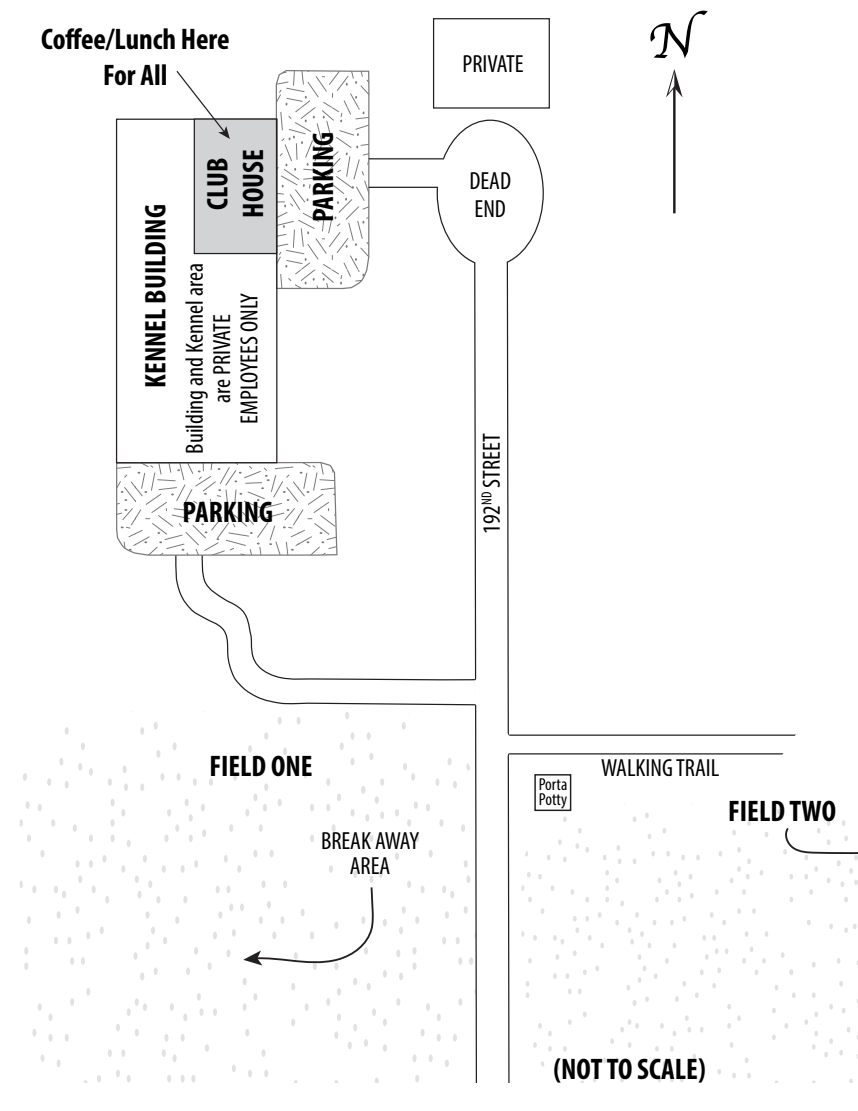 Coffee/Lunch Here
For All
PRIVATE
N
CLUB
HOUSE
PARKING
DEAD
END
KENNEL BUILDING
Building and Kennel area
are PRIVATE
EMPLOYEES ONLY
PARKING
192ND STREET
FIELD ONE
WALKING TRAIL
Porta
Potty
FIELD TWO
BREAK AWAY
AREA
(NOT TO SCALE)